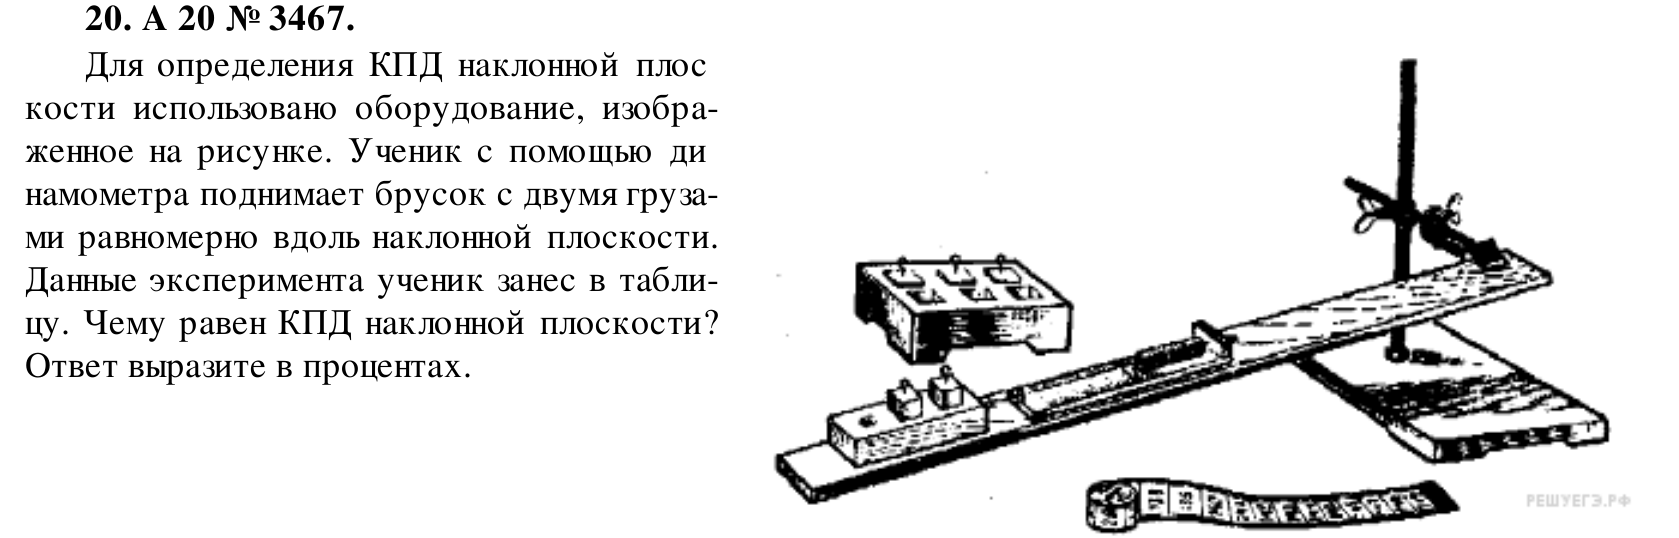 20. А 20 № 3467.
Для определения КПД наклонной плос
кости использовано оборудование, изобра-
женное на рисунке. Ученик с помощью ди
намометра поднимает брусок с двумя груза-
ми равномерно вдоль наклонной плоскости.
Данные эксперимента ученик занес в табли-
цу. Чему равен КПД наклонной плоскости?
Ответ выразите в процентах.
РЕШУЕГЭ.РФ